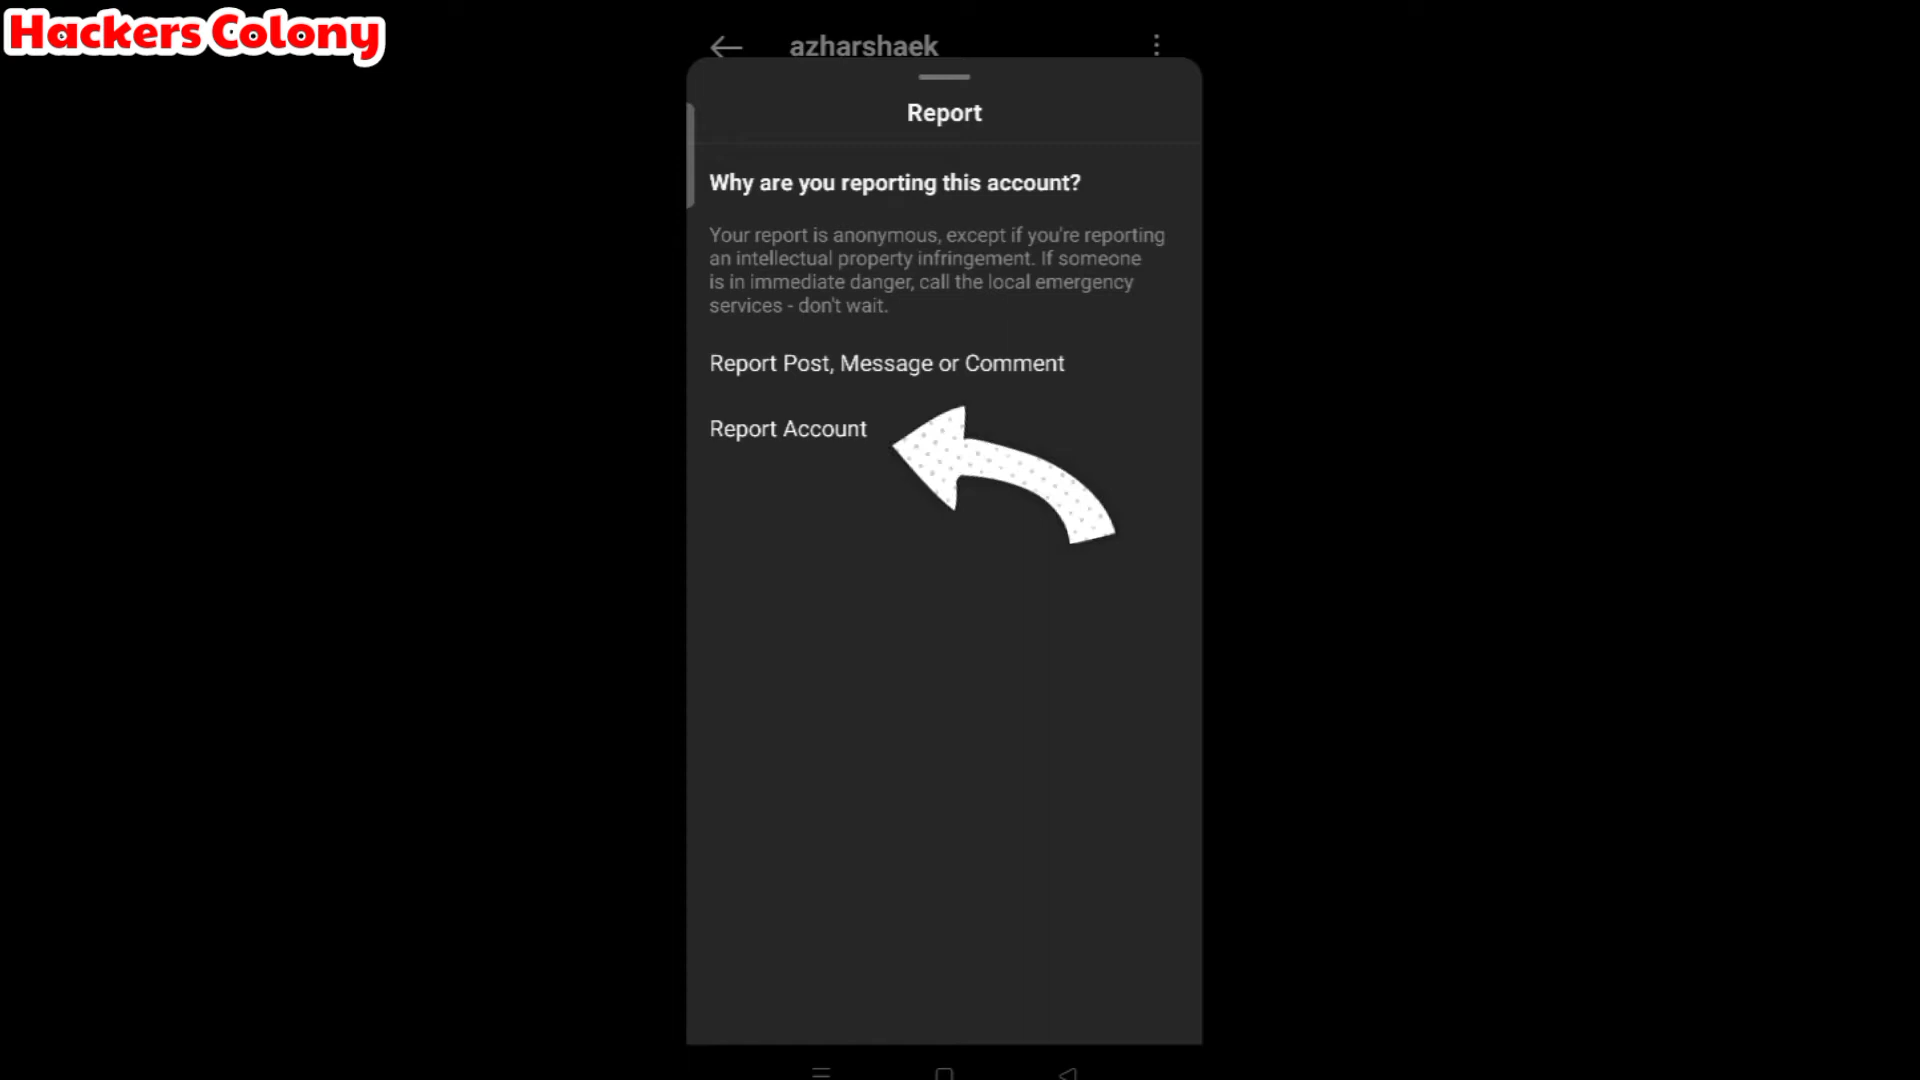 Hackers Colony
azharshaek
Report
Why are you reporting this account?
Your report is anonymous, except if you're reporting
an intellectual property infringement. If someone
is in immediate danger, call the local emergency
services - don't wait.
Report Post, Message or Comment
Report Account